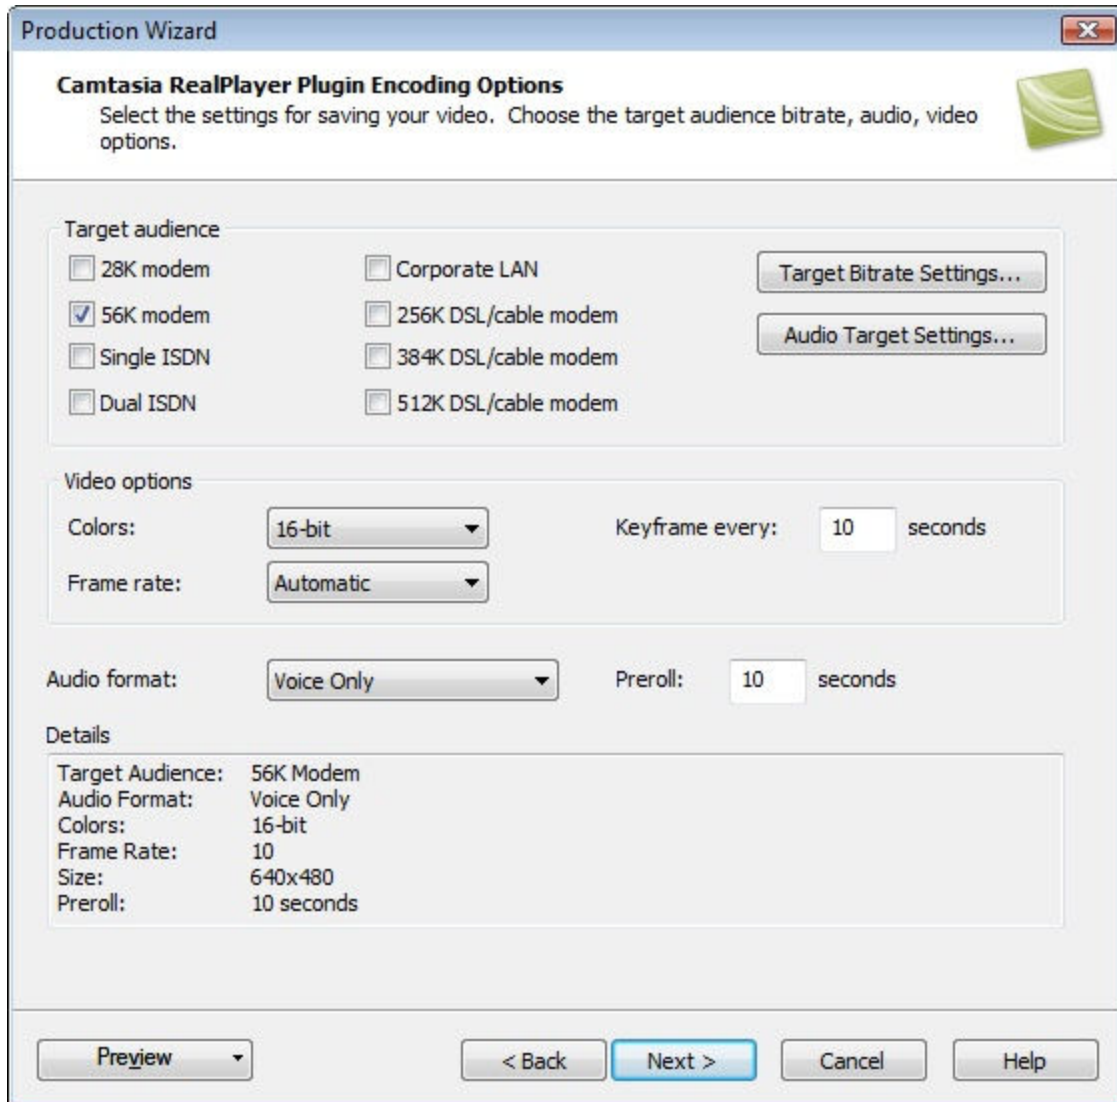 Production Wizard
Camtasia RealPlayer Plugin Encoding Options
Select the settings for saving your video. Choose the target audience bitrate, audio, video
options.
Target audience
28K modem
Corporate LAN
Target Bitrate Settings...
56K modem
256K DSL/cable modem
Audio Target Settings...
Single ISDN
384K DSL/cable modem
Dual ISDN
512K DSL/cable modem
Video options
Colors:
16-bit
Keyframe every:
10
seconds
Frame rate:
Automatic
Audio format:
Voice Only
Preroll:
10
seconds
Details
Target Audience: 56K Modem
Audio Format: Voice Only
Colors: 16-bit
Frame Rate: 10
Size: 640x480
Preroll: 10 seconds
Preview
< Back
Next >
Cancel
Help